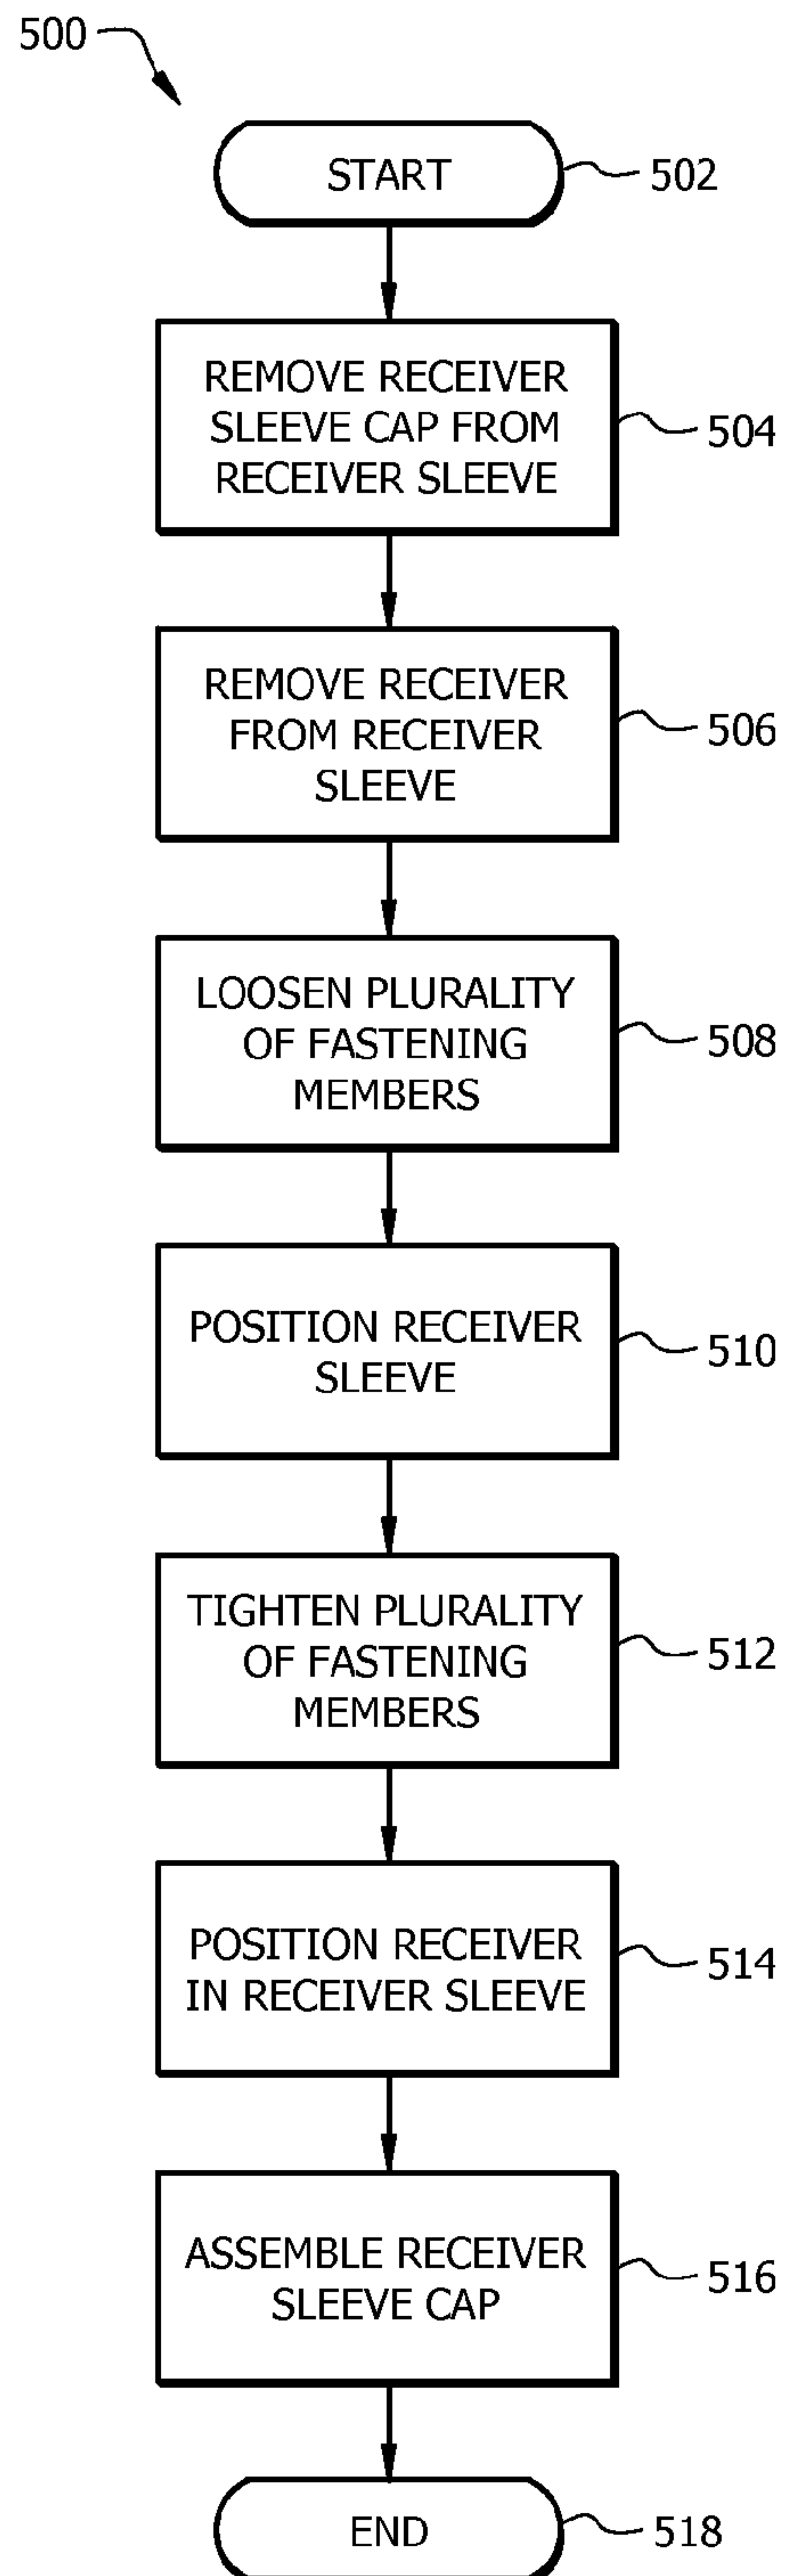 500
START
502
REMOVE RECEIVER
SLEEVE CAP FROM
RECEIVER SLEEVE
504
REMOVE RECEIVER
FROM RECEIVER
SLEEVE
506
LOOSEN PLURALITY
OF FASTENING
MEMBERS
508
POSITION RECEIVER
SLEEVE
510
TIGHTEN PLURALITY
OF FASTENING
MEMBERS
512
POSITION RECEIVER
IN RECEIVER SLEEVE
514
ASSEMBLE RECEIVER
SLEEVE CAP
516
END
518